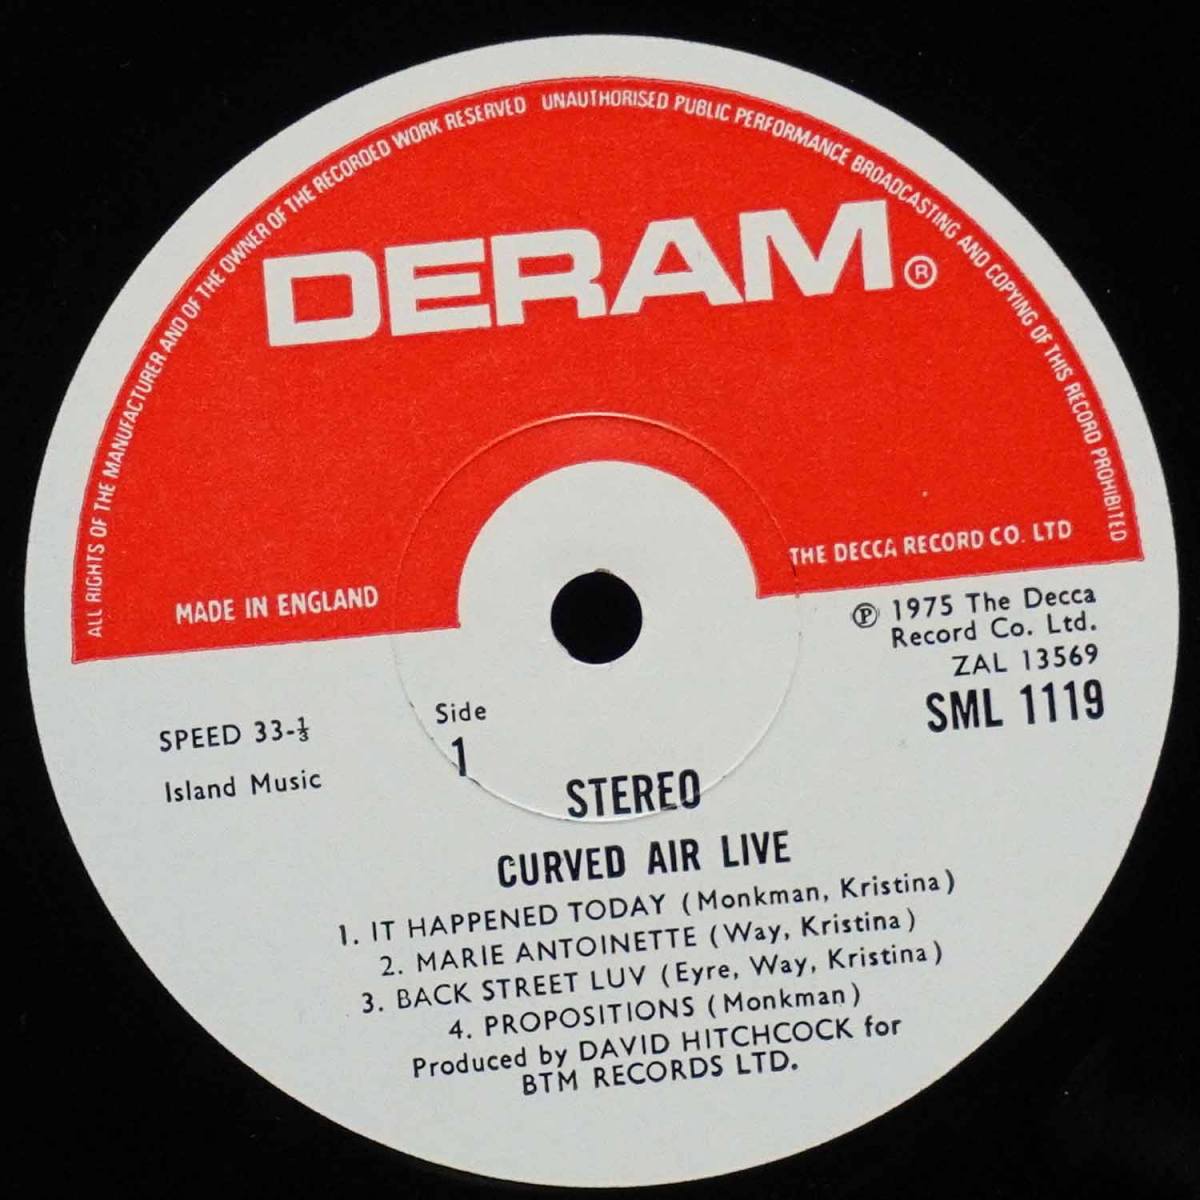 ALL RIGHTS OF THE MANUFACTURER AND OF THE OWNER OF THE RECORDED WORK RESERVED UNAUTHORISED PUBLIC PERFORMANCE BROADCASTING AND COPYING OF THIS RECORD PROHIBITED
DERAM®
MADE IN ENGLAND
THE DECCA RECORD CO. LTD
℗ 1975 The Decca
Record Co. Ltd.
ZAL 13569
SML 1119
SPEED 33-⅓
Island Music
Side
1
STEREO
CURVED AIR LIVE
1. IT HAPPENED TODAY (Monkman, Kristina)
2. MARIE ANTOINETTE (Way, Kristina)
3. BACK STREET LUV (Eyre, Way, Kristina)
4. PROPOSITIONS (Monkman)
Produced by DAVID HITCHCOCK for
BTM RECORDS LTD.